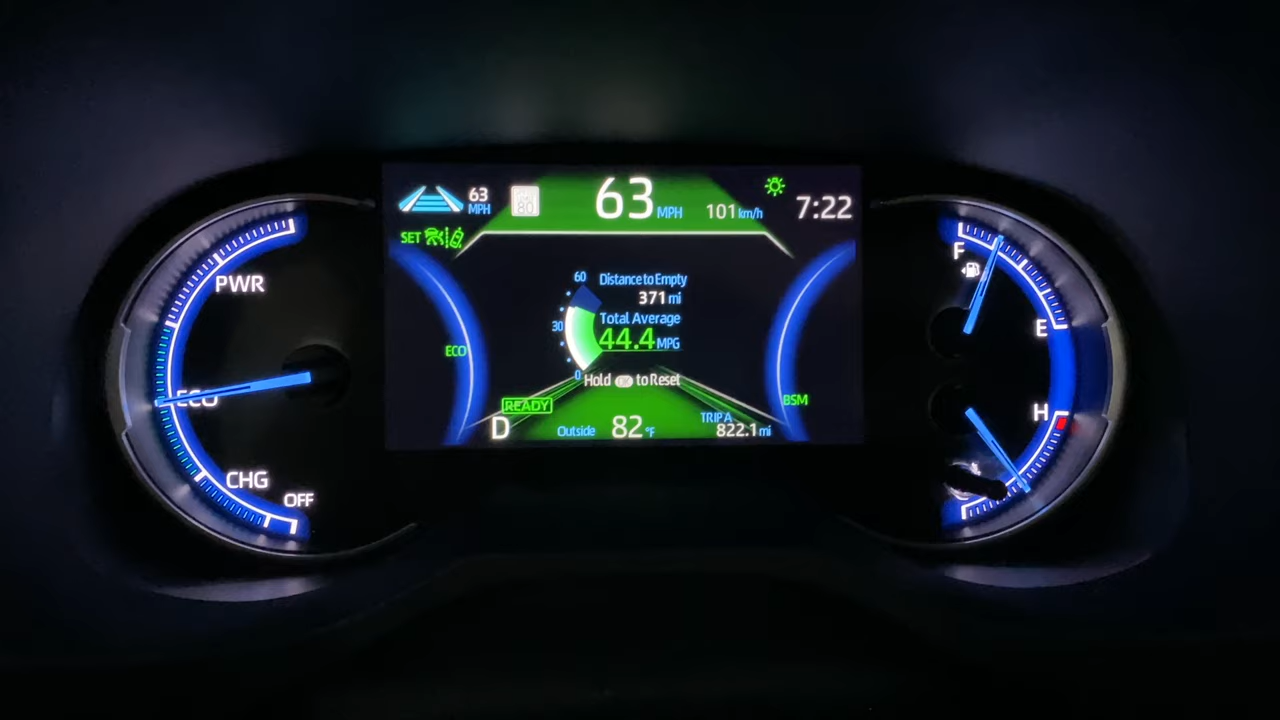 63
MPH
80
63 MPH
101 km/h
7:22
SET
PWR
ECO
CHG
OFF
ECO
60
30
0
Distance to Empty
371 mi
Total Average
44.4 MPG
Hold OK to Reset
READY
D
Outside 82 °F
TRIP A
822.1 mi
BSM
F
E
H